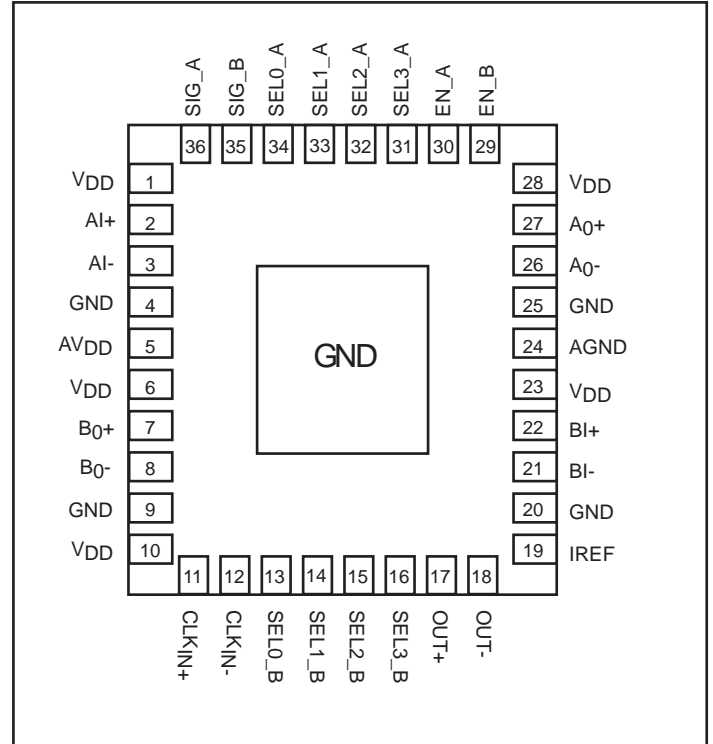 SIG_A SIG_B SEL0_A SEL1_A SEL2_A SEL3_A EN_A EN_B
36 35 34 33 32 31 30 29
VDD 1 28 VDD
AI+ 2 27 A0+
AI- 3 26 A0-
GND 4 25 GND
AVDD 5 24 AGND
GND
VDD 6 23 VDD
B0+ 7 22 BI+
B0- 8 21 BI-
GND 9 20 GND
VDD 10 19 IREF
11 12 13 14 15 16 17 18
CLKIN+ CLKIN- SEL0_B SEL1_B SEL2_B SEL3_B OUT+ OUT-